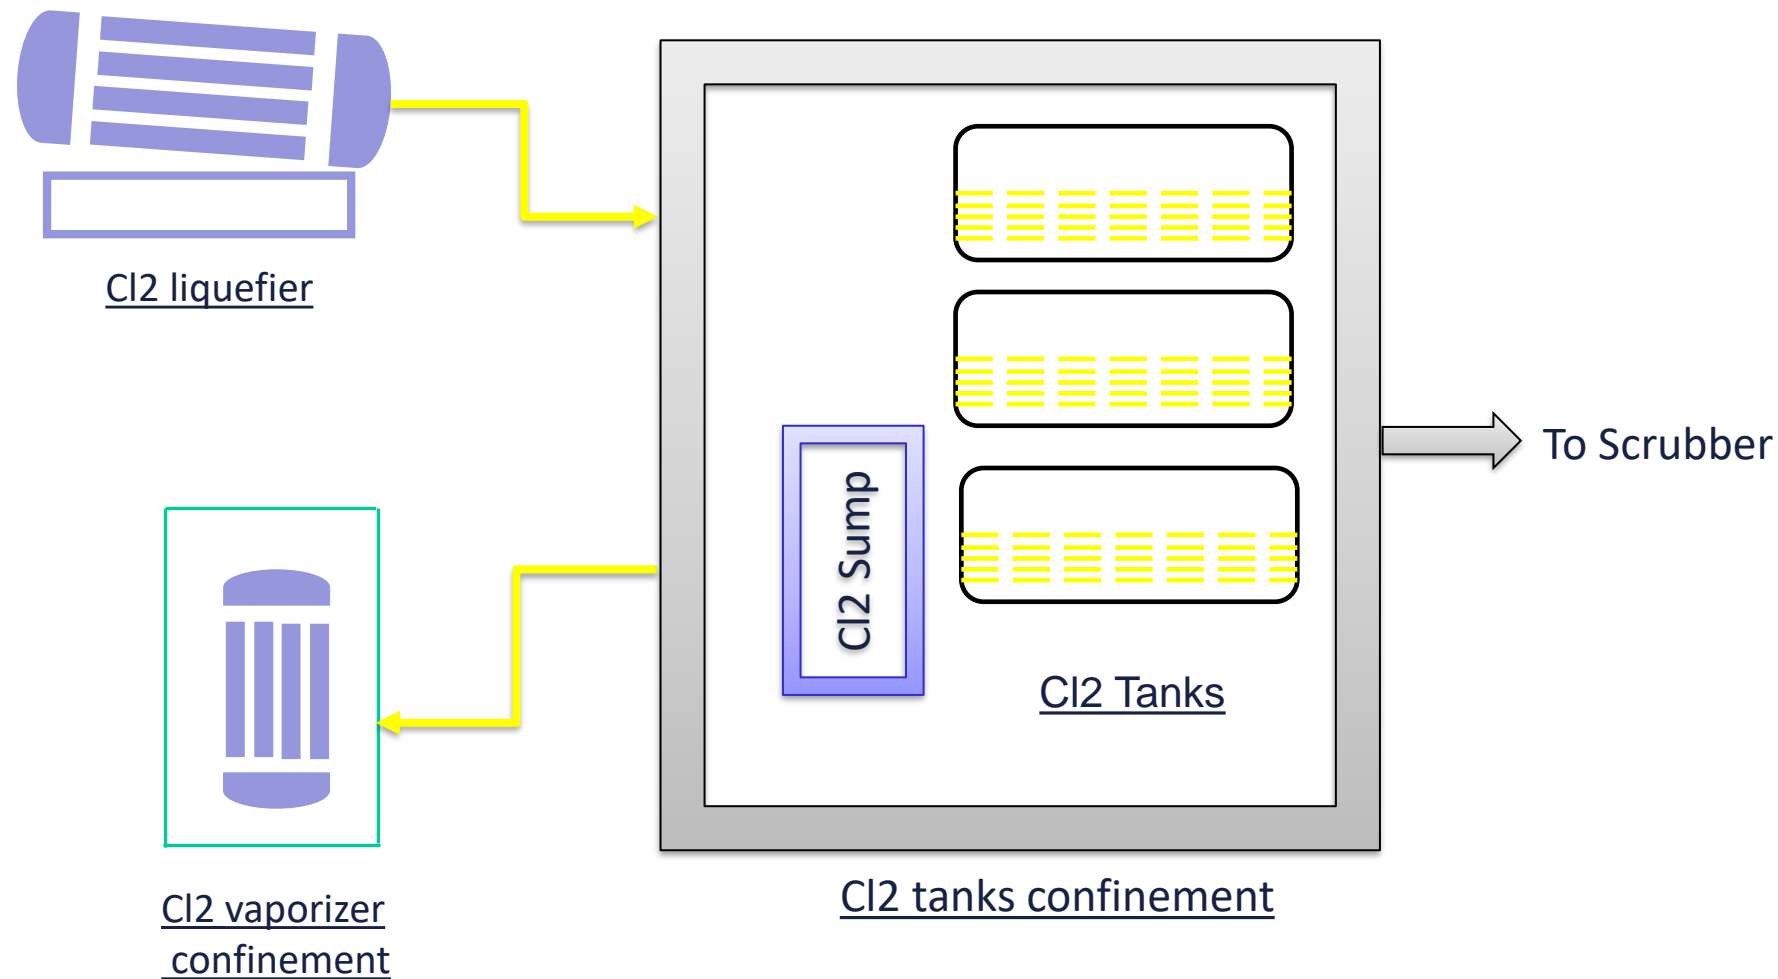 Cl2 liquefier
To Scrubber
Cl2 Sump
Cl2 Tanks
Cl2 tanks confinement
Cl2 vaporizer
confinement